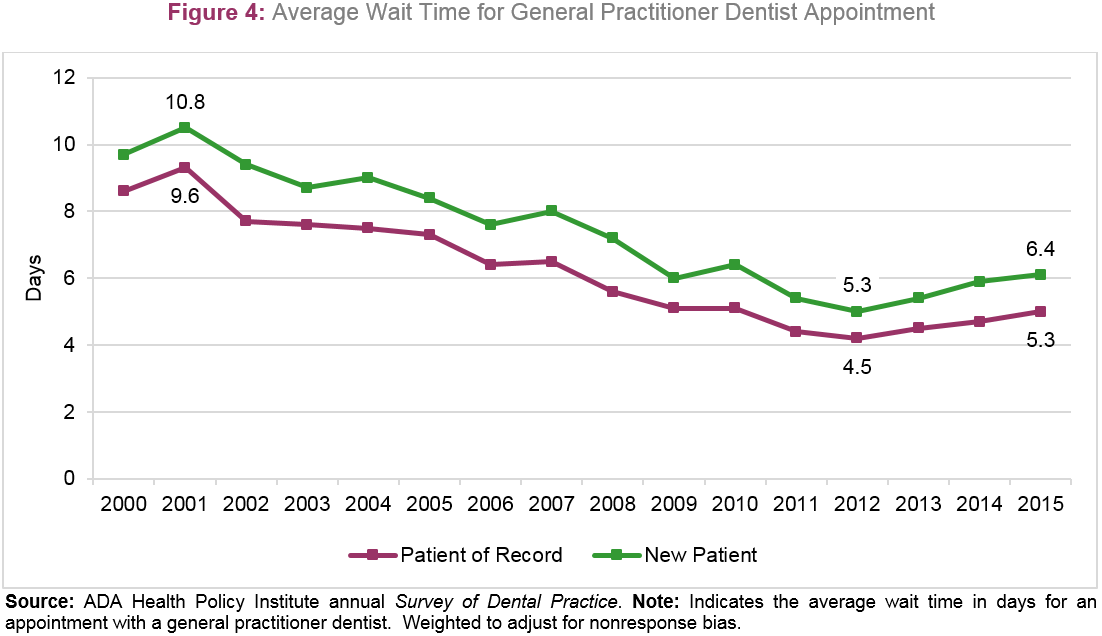 Figure 4: Average Wait Time for General Practitioner Dentist Appointment
12
10
8
6
4
2
0
Days
10.8
9.6
5.3
4.5
6.4
5.3
2000 2001 2002 2003 2004 2005 2006 2007 2008 2009 2010 2011 2012 2013 2014 2015
Patient of Record New Patient
Source: ADA Health Policy Institute annual Survey of Dental Practice. Note: Indicates the average wait time in days for an
appointment with a general practitioner dentist. Weighted to adjust for nonresponse bias.